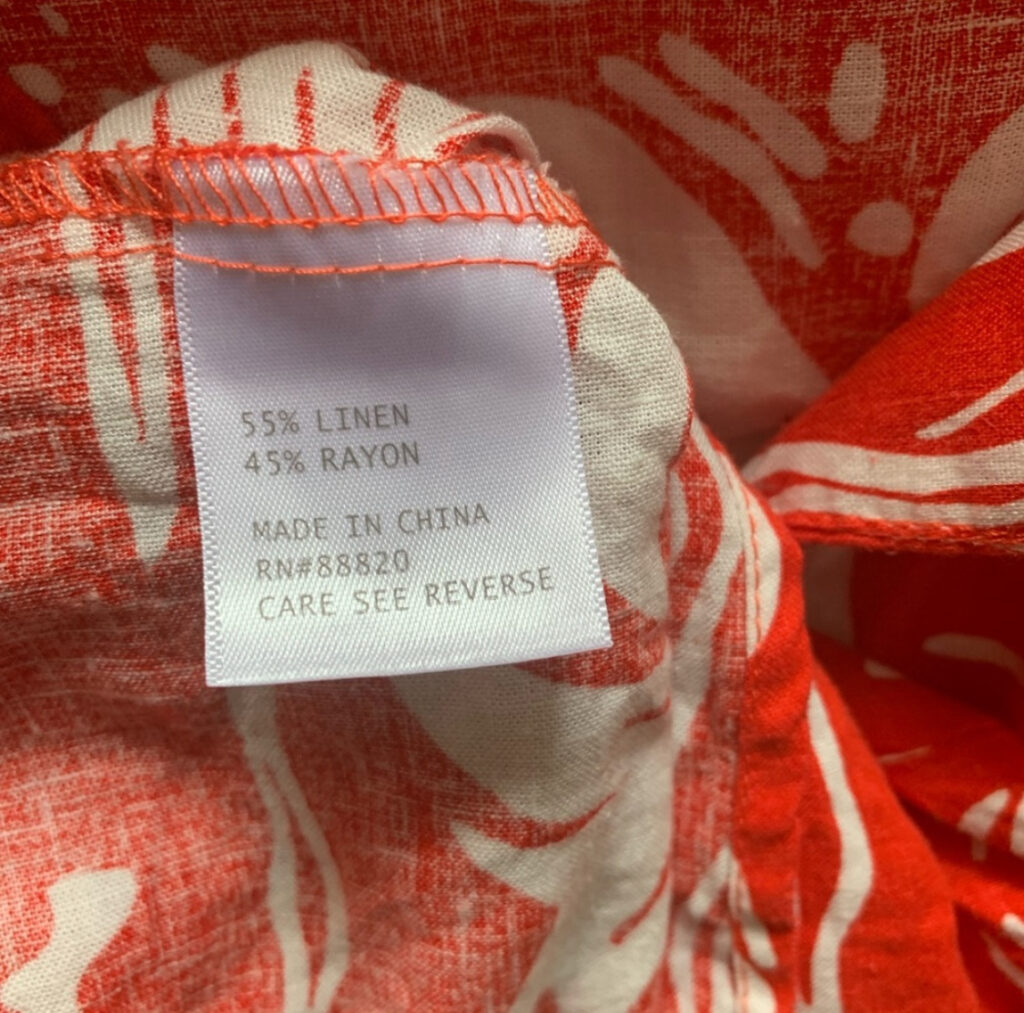 55% LINEN
45% RAYON
MADE IN CHINA
RN#88820
CARE SEE REVERSE